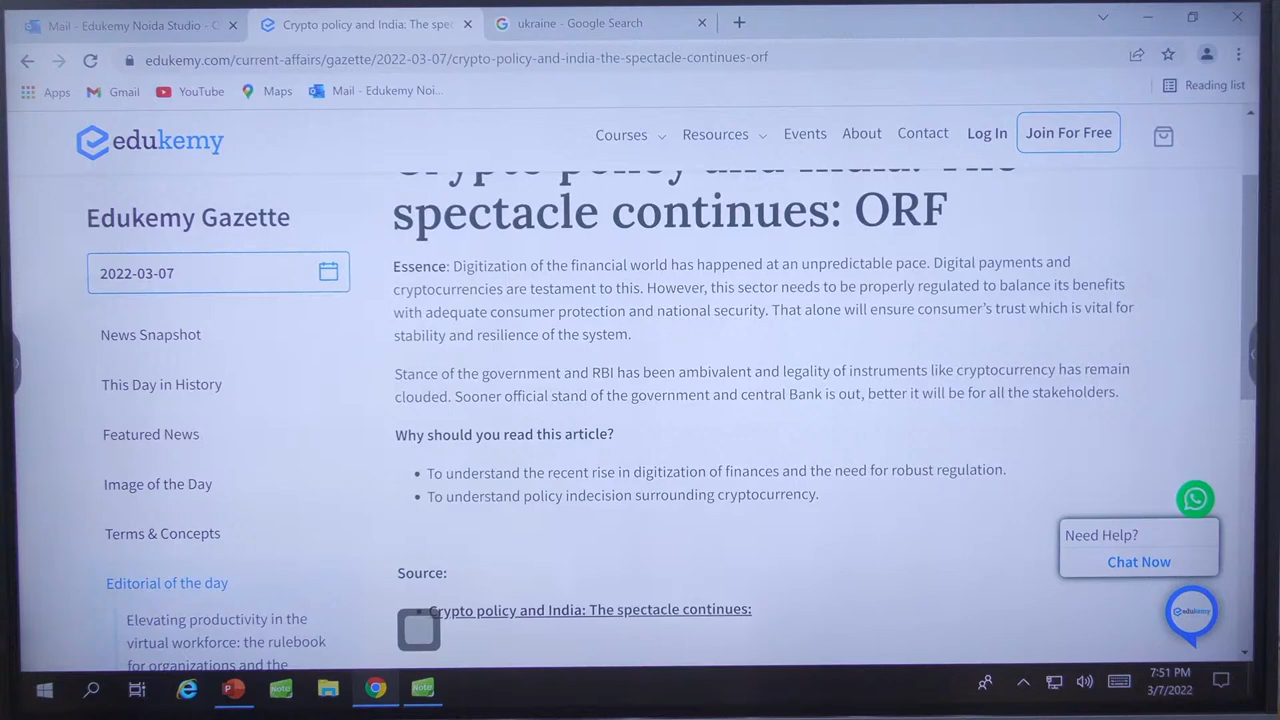 Mail - Edukemy Noida Studio - O
Crypto policy and India: The spec
ukraine - Google Search
edukemy.com/current-affairs/gazette/2022-03-07/crypto-policy-and-india-the-spectacle-continues-orf
Apps
Gmail
YouTube
Maps
Mail - Edukemy Noi...
Reading list
edukemy
Courses
Resources
Events
About
Contact
Log In
Join For Free
Crypto policy and India: The
spectacle continues: ORF
Edukemy Gazette
2022-03-07
News Snapshot
This Day in History
Featured News
Image of the Day
Terms & Concepts
Editorial of the day
Elevating productivity in the
virtual workforce: the rulebook
for organizations and the
Essence: Digitization of the financial world has happened at an unpredictable pace. Digital payments and
cryptocurrencies are testament to this. However, this sector needs to be properly regulated to balance its benefits
with adequate consumer protection and national security. That alone will ensure consumer's trust which is vital for
stability and resilience of the system.
Stance of the government and RBI has been ambivalent and legality of instruments like cryptocurrency has remain
clouded. Sooner official stand of the government and central Bank is out, better it will be for all the stakeholders.
Why should you read this article?
• To understand the recent rise in digitization of finances and the need for robust regulation.
• To understand policy indecision surrounding cryptocurrency.
Source:
• Crypto policy and India: The spectacle continues:
Need Help?
Chat Now
edukemy
Note
Note
7:51 PM
3/7/2022